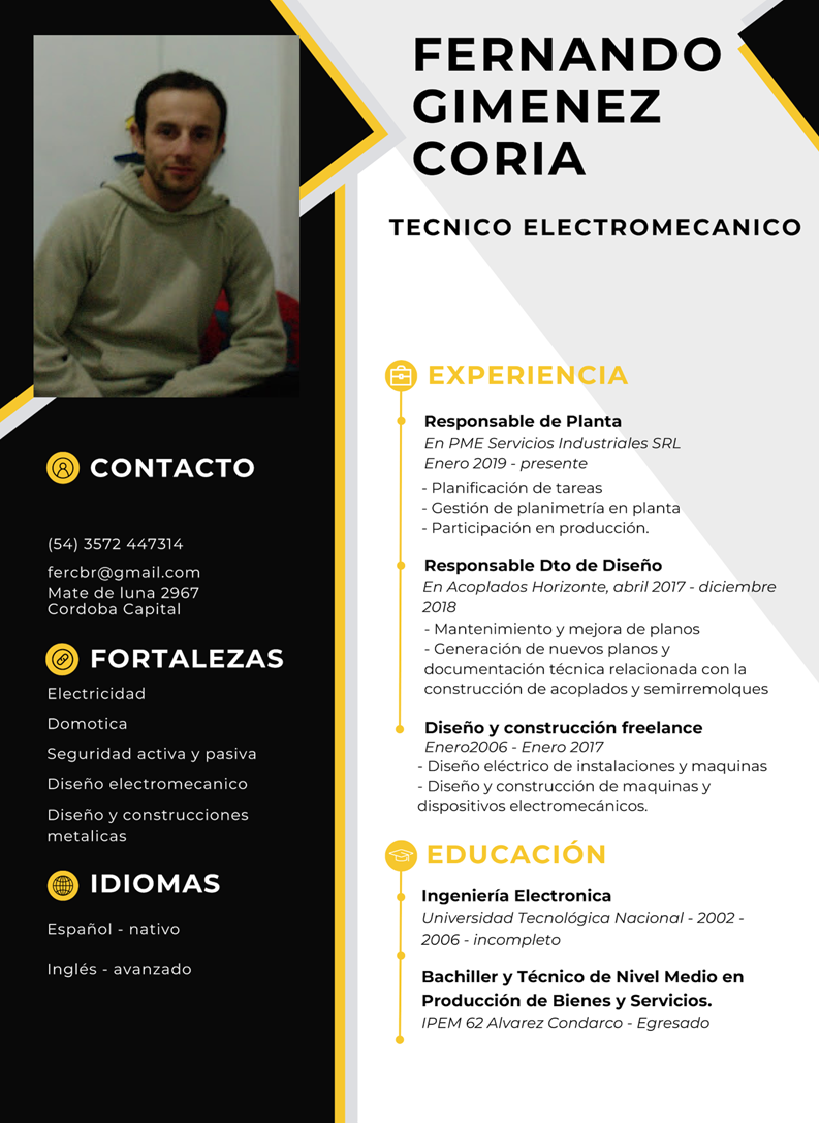 FERNANDO
GIMENEZ
CORIA
TECNICO ELECTROMECANICO
CONTACTO
(54) 3572 447314
fercbr@gmail.com
Mate de luna 2967
Cordoba Capital
FORTALEZAS
Electricidad
Domotica
Seguridad activa y pasiva
Diseño electromecanico
Diseño y construcciones
metalicas
IDIOMAS
Español - nativo
Inglés - avanzado
EXPERIENCIA
Responsable de Planta
En PME Servicios Industriales SRL
Enero 2019 - presente
- Planificación de tareas
- Gestión de planimetría en planta
- Participación en producción.
Responsable Dto de Diseño
En Acoplados Horizonte, abril 2017 - diciembre
2018
- Mantenimiento y mejora de planos
- Generación de nuevos planos y
documentación técnica relacionada con la
construcción de acoplados y semirremolques
Diseño y construcción freelance
Enero2006 - Enero 2017
- Diseño eléctrico de instalaciones y maquinas
- Diseño y construcción de maquinas y
dispositivos electromecánicos.
EDUCACIÓN
Ingeniería Electronica
Universidad Tecnológica Nacional - 2002 -
2006 - incompleto
Bachiller y Técnico de Nivel Medio en
Producción de Bienes y Servicios.
IPEM 62 Alvarez Condarco - Egresado